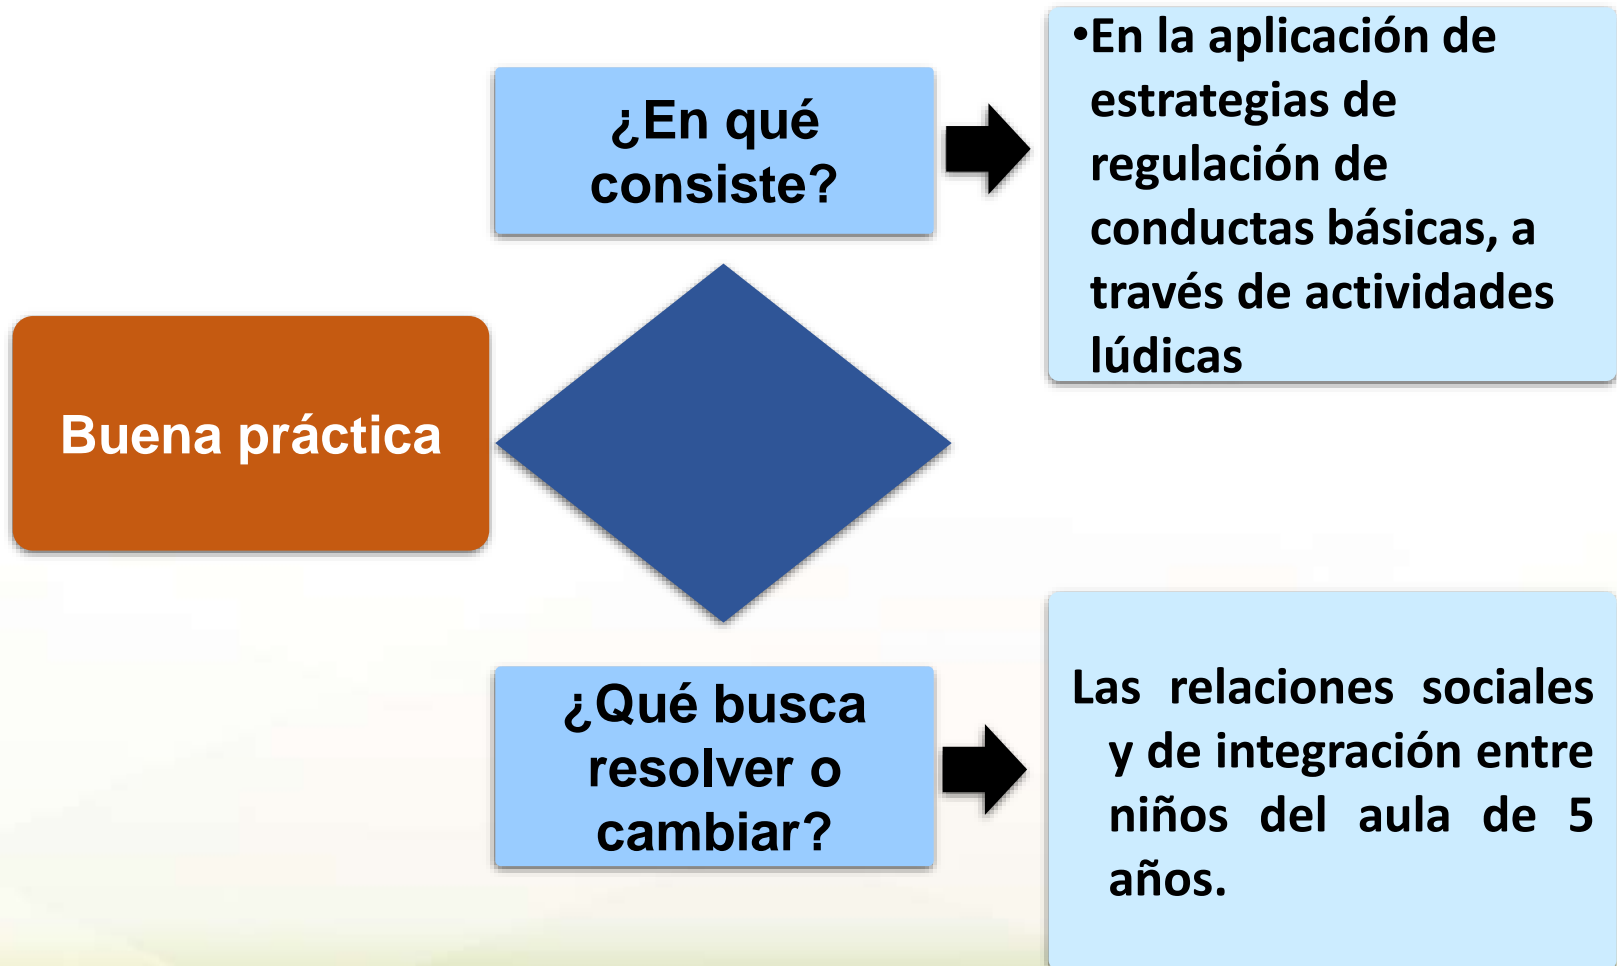 ¿En qué
consiste?
•En la aplicación de
estrategias de
regulación de
conductas básicas, a
través de actividades
lúdicas
Buena práctica
¿Qué busca
resolver o
cambiar?
Las relaciones sociales
y de integración entre
niños del aula de 5
años.